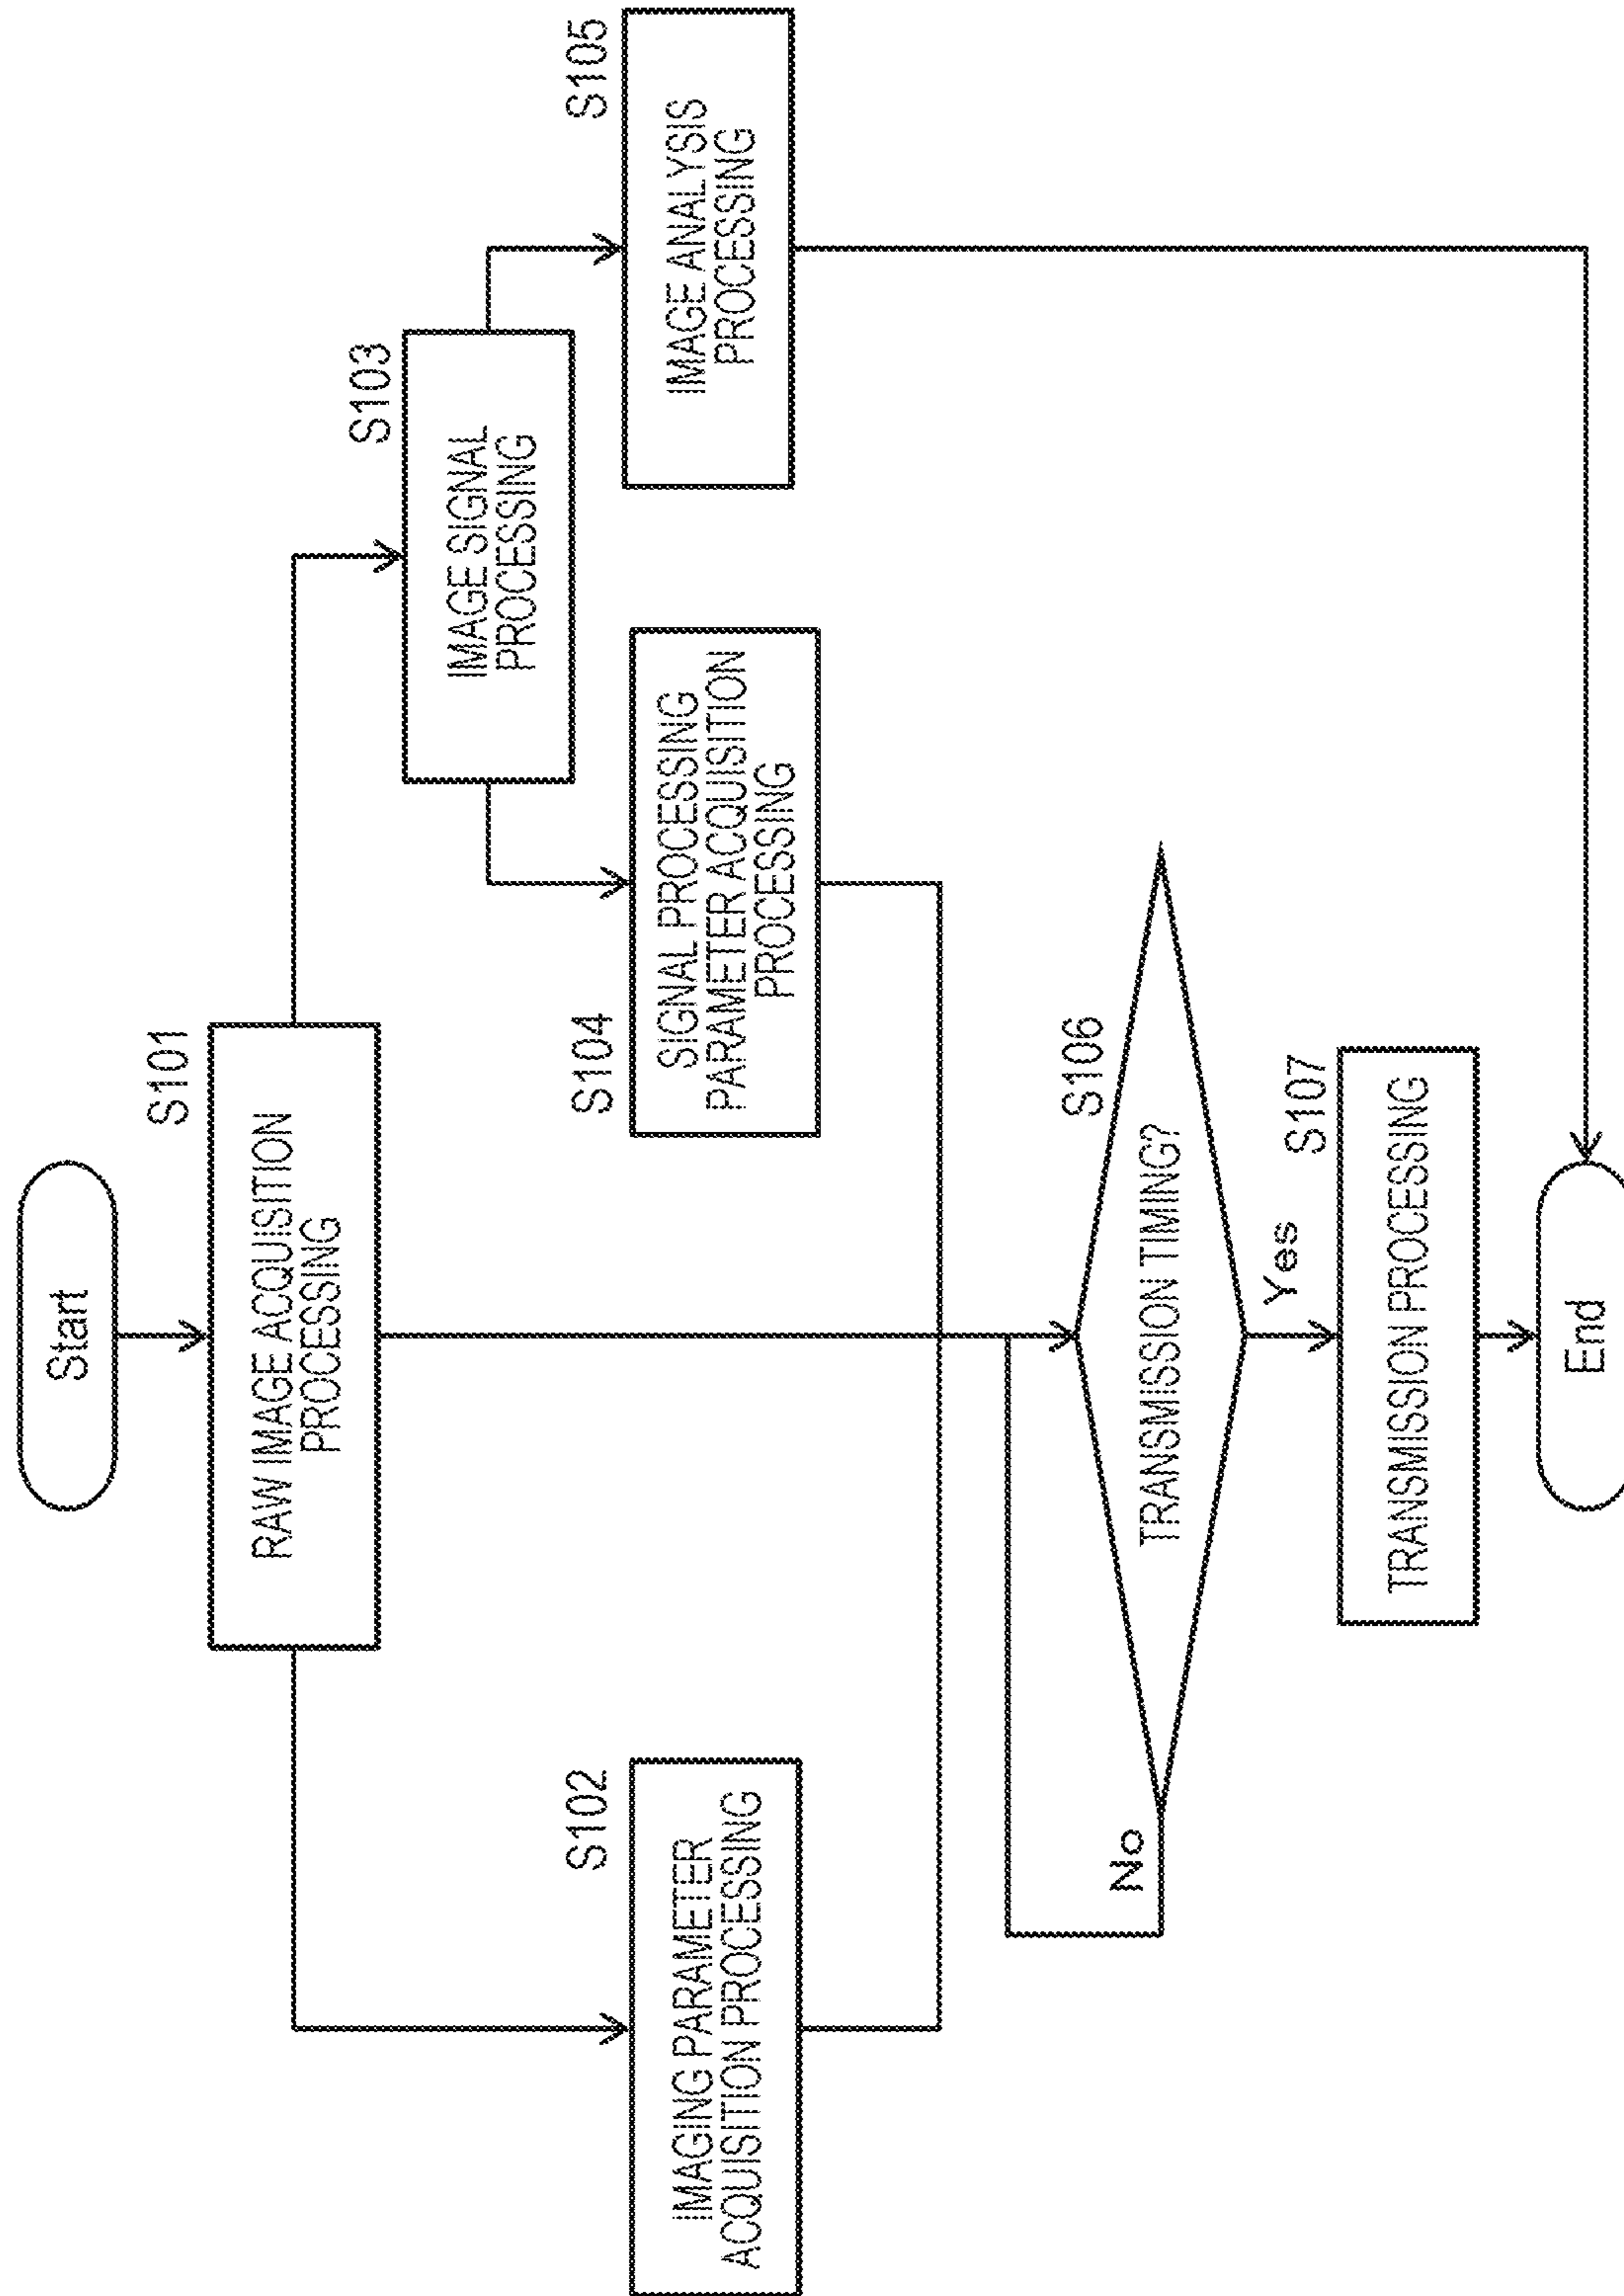 Start
S101
RAW IMAGE ACQUISITION
PROCESSING
S103
IMAGE SIGNAL
PROCESSING
S102
IMAGING PARAMETER
ACQUISITION PROCESSING
S104
SIGNAL PROCESSING
PARAMETER ACQUISITION
PROCESSING
S105
IMAGE ANALYSIS
PROCESSING
S106
TRANSMISSION TIMING?
No
Yes
S107
TRANSMISSION PROCESSING
End